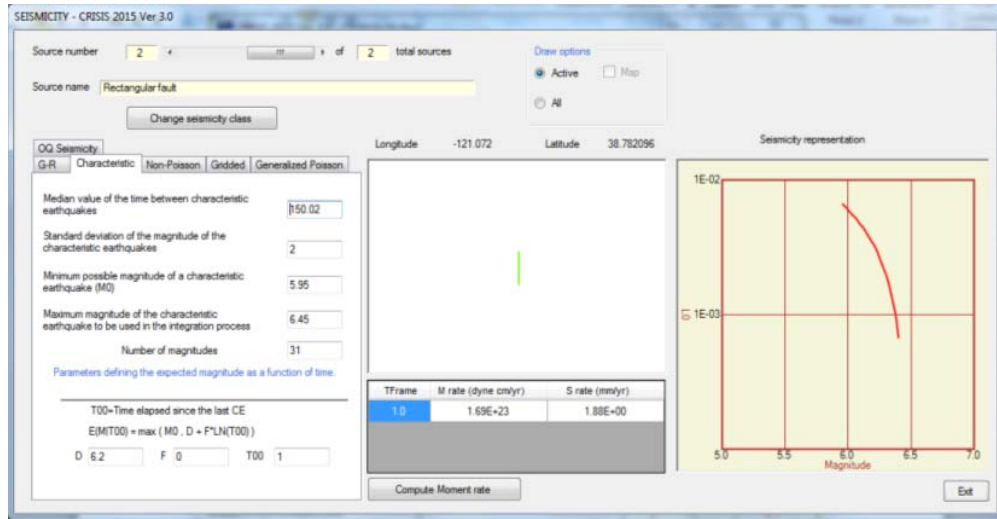 SEISMICITY - CRISIS 2015 Ver 3.0
Source number 2 of 2 total sources
Source name Rectangular fault
Change seismicity class
Draw options
Active Map
All
OQ Seismicity
G-R Characteristic Non-Poisson Gridded Generalized Poisson
Median value of the time between characteristic
earthquakes 150.02
Standard deviation of the magnitude of the
characteristic earthquakes 2
Minimum possible magnitude of a characteristic
earthquake (M0) 5.95
Maximum magnitude of the characteristic
earthquake to be used in the integration process 6.45
Number of magnitudes 31
Parameters defining the expected magnitude as a function of time.
T00=Time elapsed since the last CE
E(M|T00) = max ( M0 , D + F*LN(T00) )
D 6.2 F 0 T00 1
Longitude -121.072 Latitude 38.782096
TFrame M rate (dyne cm/yr) S rate (mm/yr)
1.0 1.69E+23 1.88E+00
Compute Moment rate
Seismicity representation
1E-02
1E-03
5.0 5.5 6.0 6.5 7.0
Magnitude
Exit